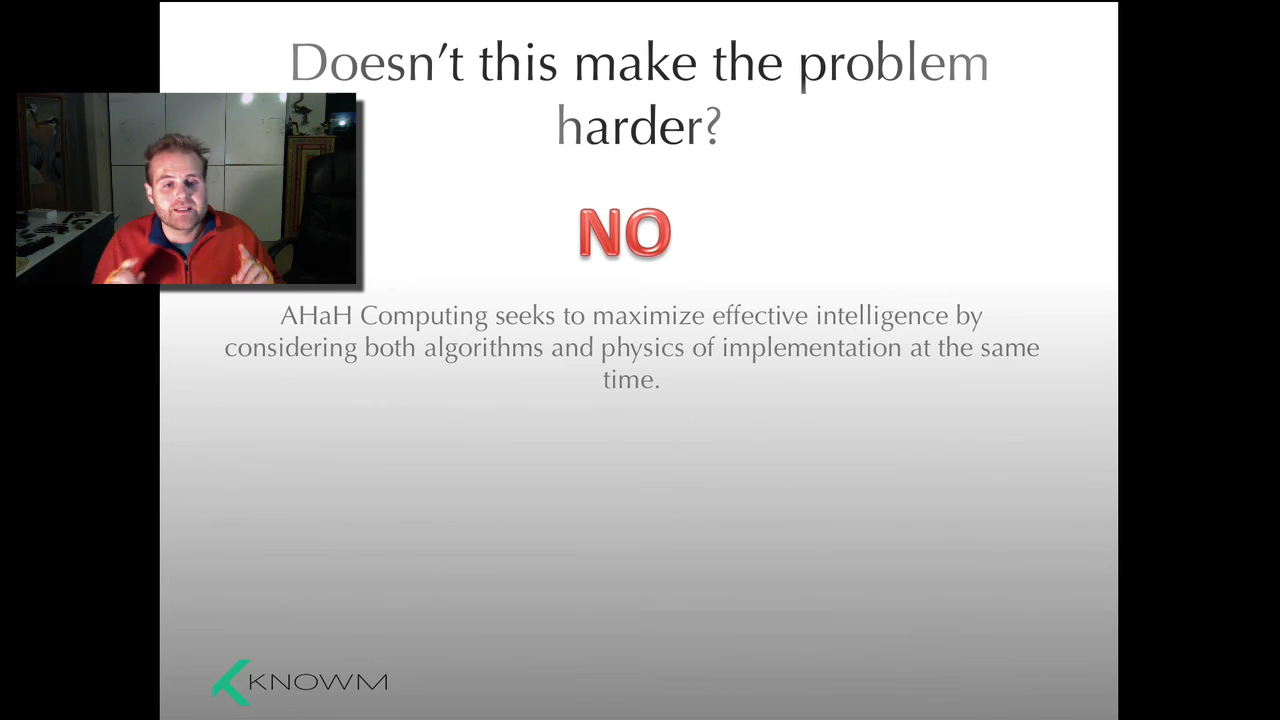 Doesn’t this make the problem
harder?
NO
AHaH Computing seeks to maximize effective intelligence by
considering both algorithms and physics of implementation at the same
time.
KNOWM